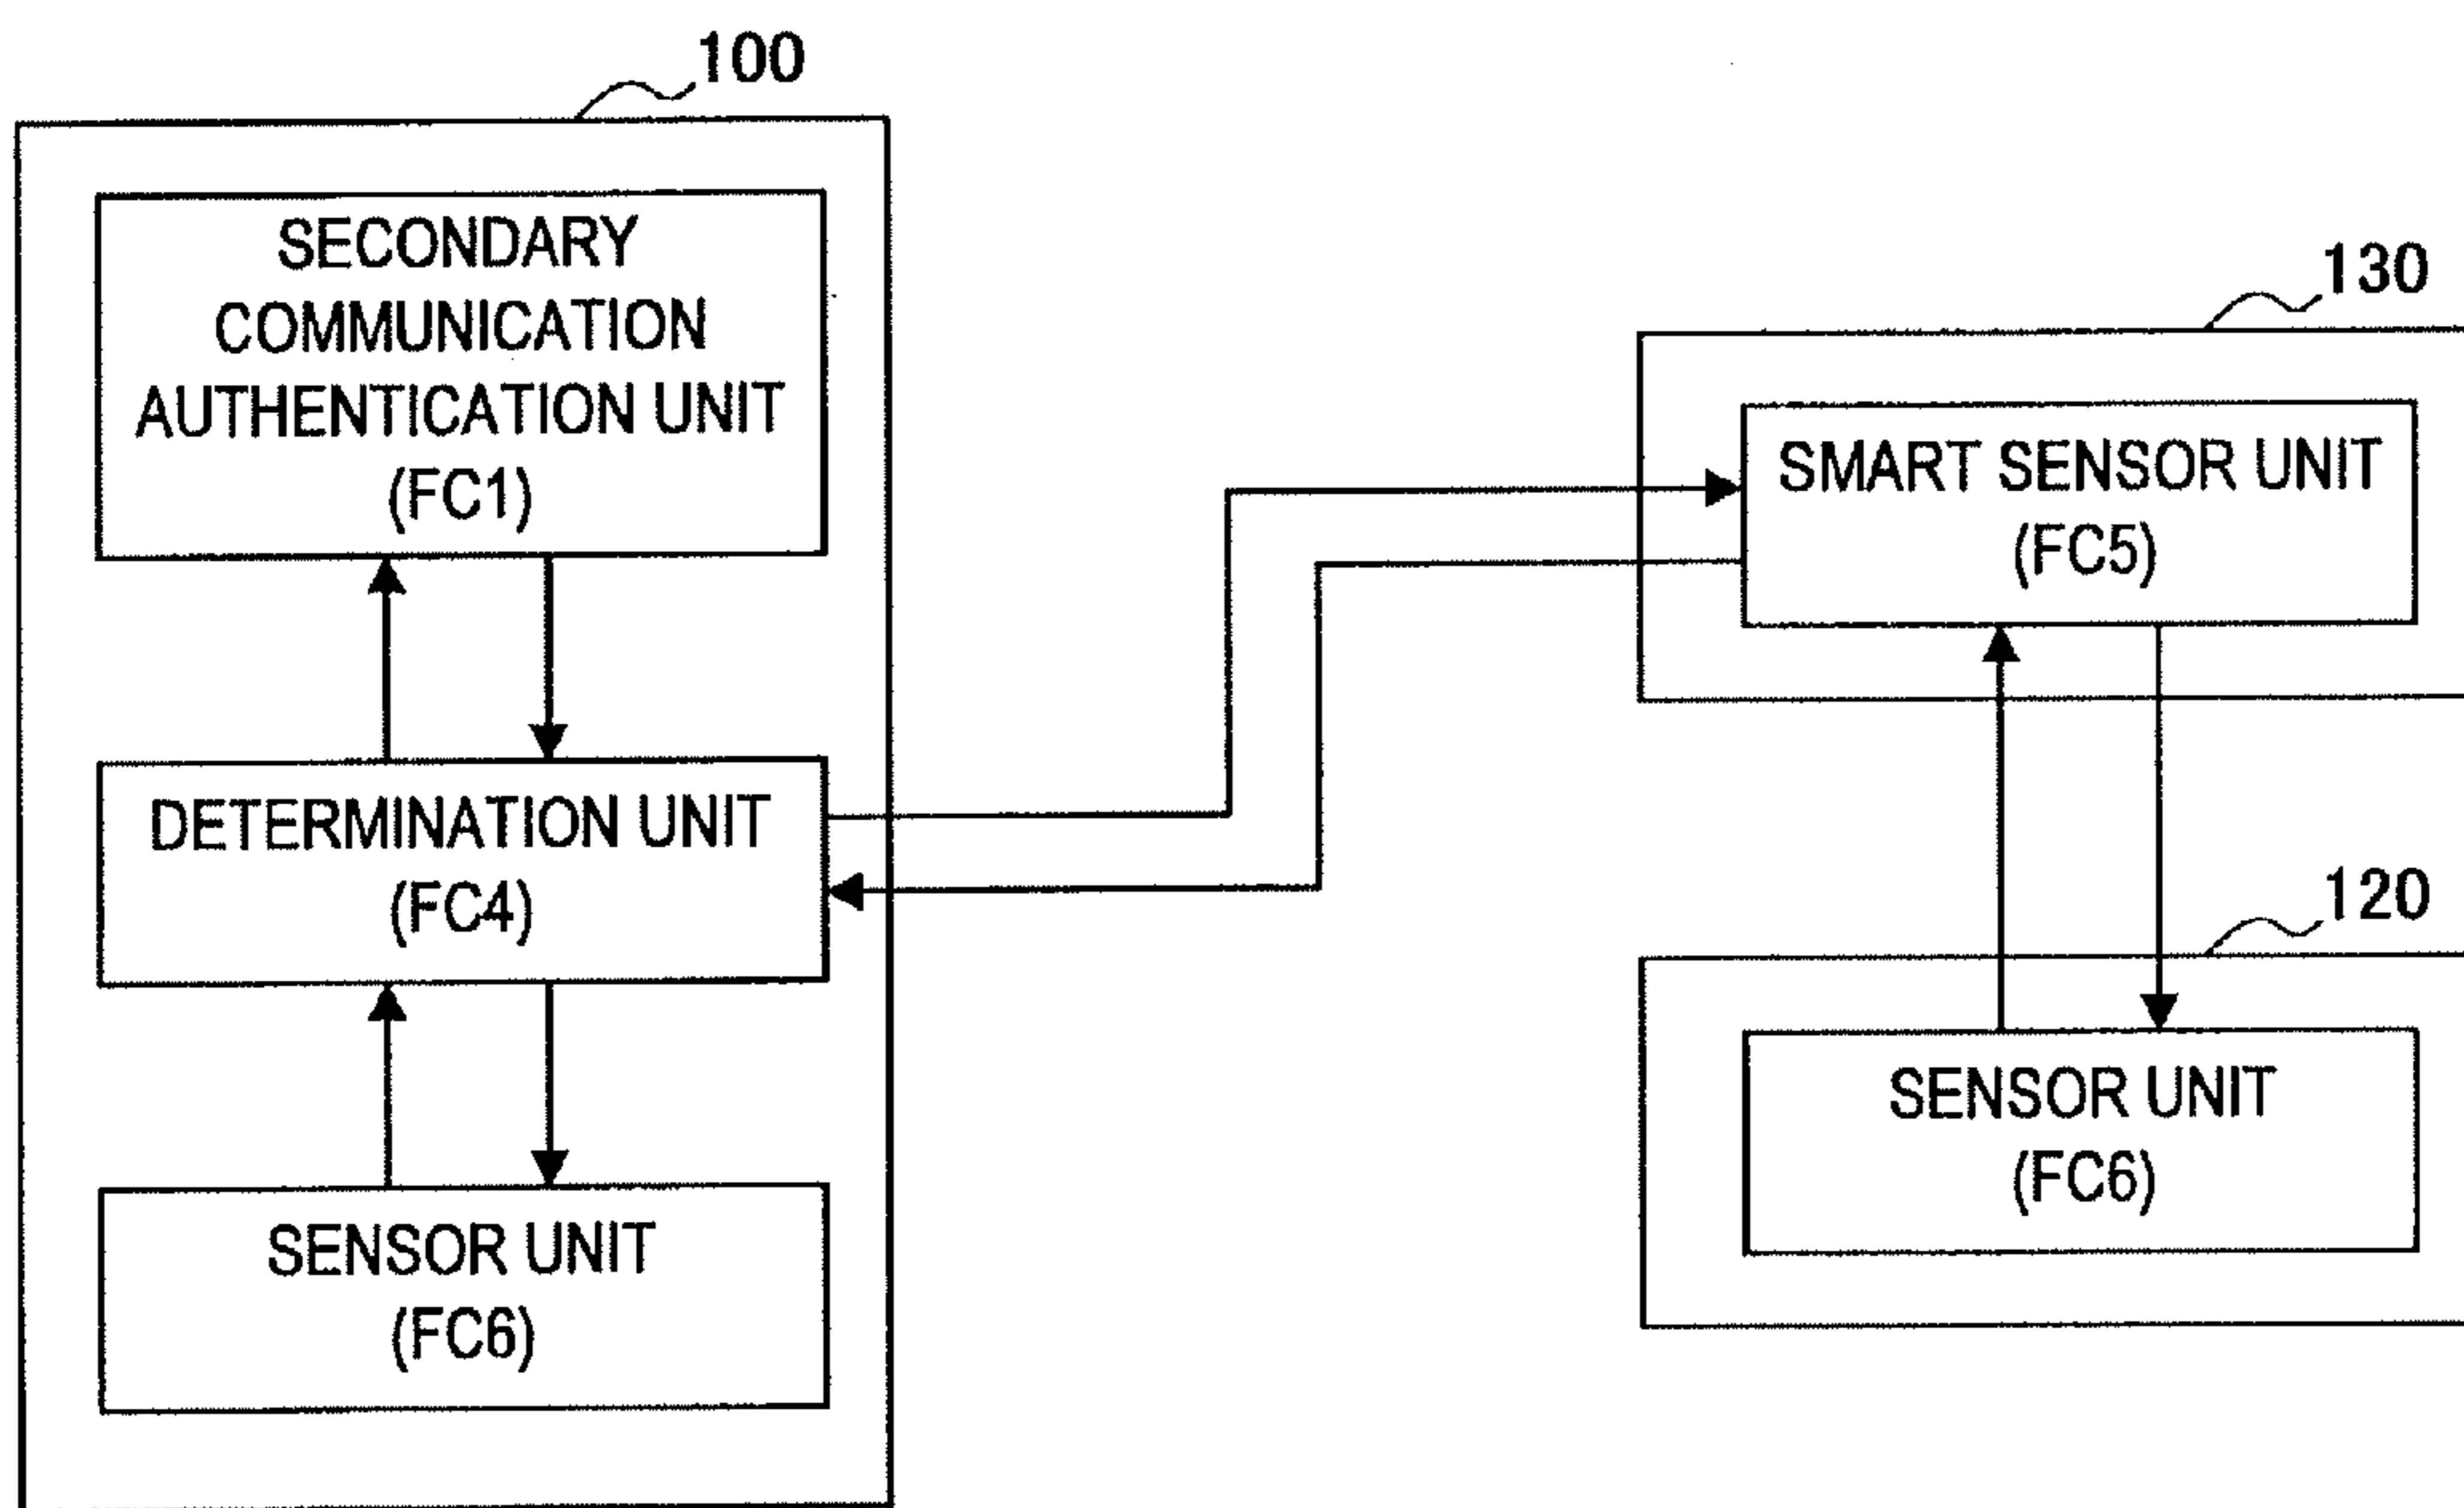 100
SECONDARY
COMMUNICATION
AUTHENTICATION UNIT
(FC1)
DETERMINATION UNIT
(FC4)
SENSOR UNIT
(FC6)
130
SMART SENSOR UNIT
(FC5)
120
SENSOR UNIT
(FC6)